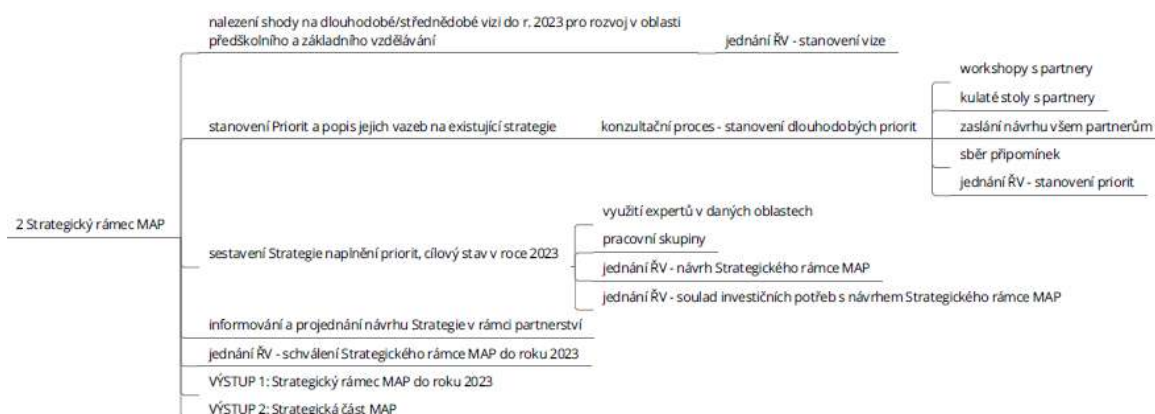 nalezení shody na dlouhodobé/střednědobé vizi do r. 2023 pro rozvoj v oblasti
předškolního a základního vzdělávání
jednání ŘV - stanovení vize
workshopy s partnery
kulaté stoly s partnery
stanovení Priorit a popis jejich vazeb na existující strategie
konzultační proces - stanovení dlouhodobých priorit
zaslání návrhu všem partnerům
sběr připomínek
jednání ŘV - stanovení priorit
2 Strategický rámec MAP
využití expertů v daných oblastech
pracovní skupiny
sestavení Strategie naplnění priorit, cílový stav v roce 2023
jednání ŘV - návrh Strategického rámce MAP
jednání ŘV - soulad investičních potřeb s návrhem Strategického rámce MAP
informování a projednání návrhu Strategie v rámci partnerství
jednání ŘV - schválení Strategického rámce MAP do roku 2023
VÝSTUP 1: Strategický rámec MAP do roku 2023
VÝSTUP 2: Strategická část MAP